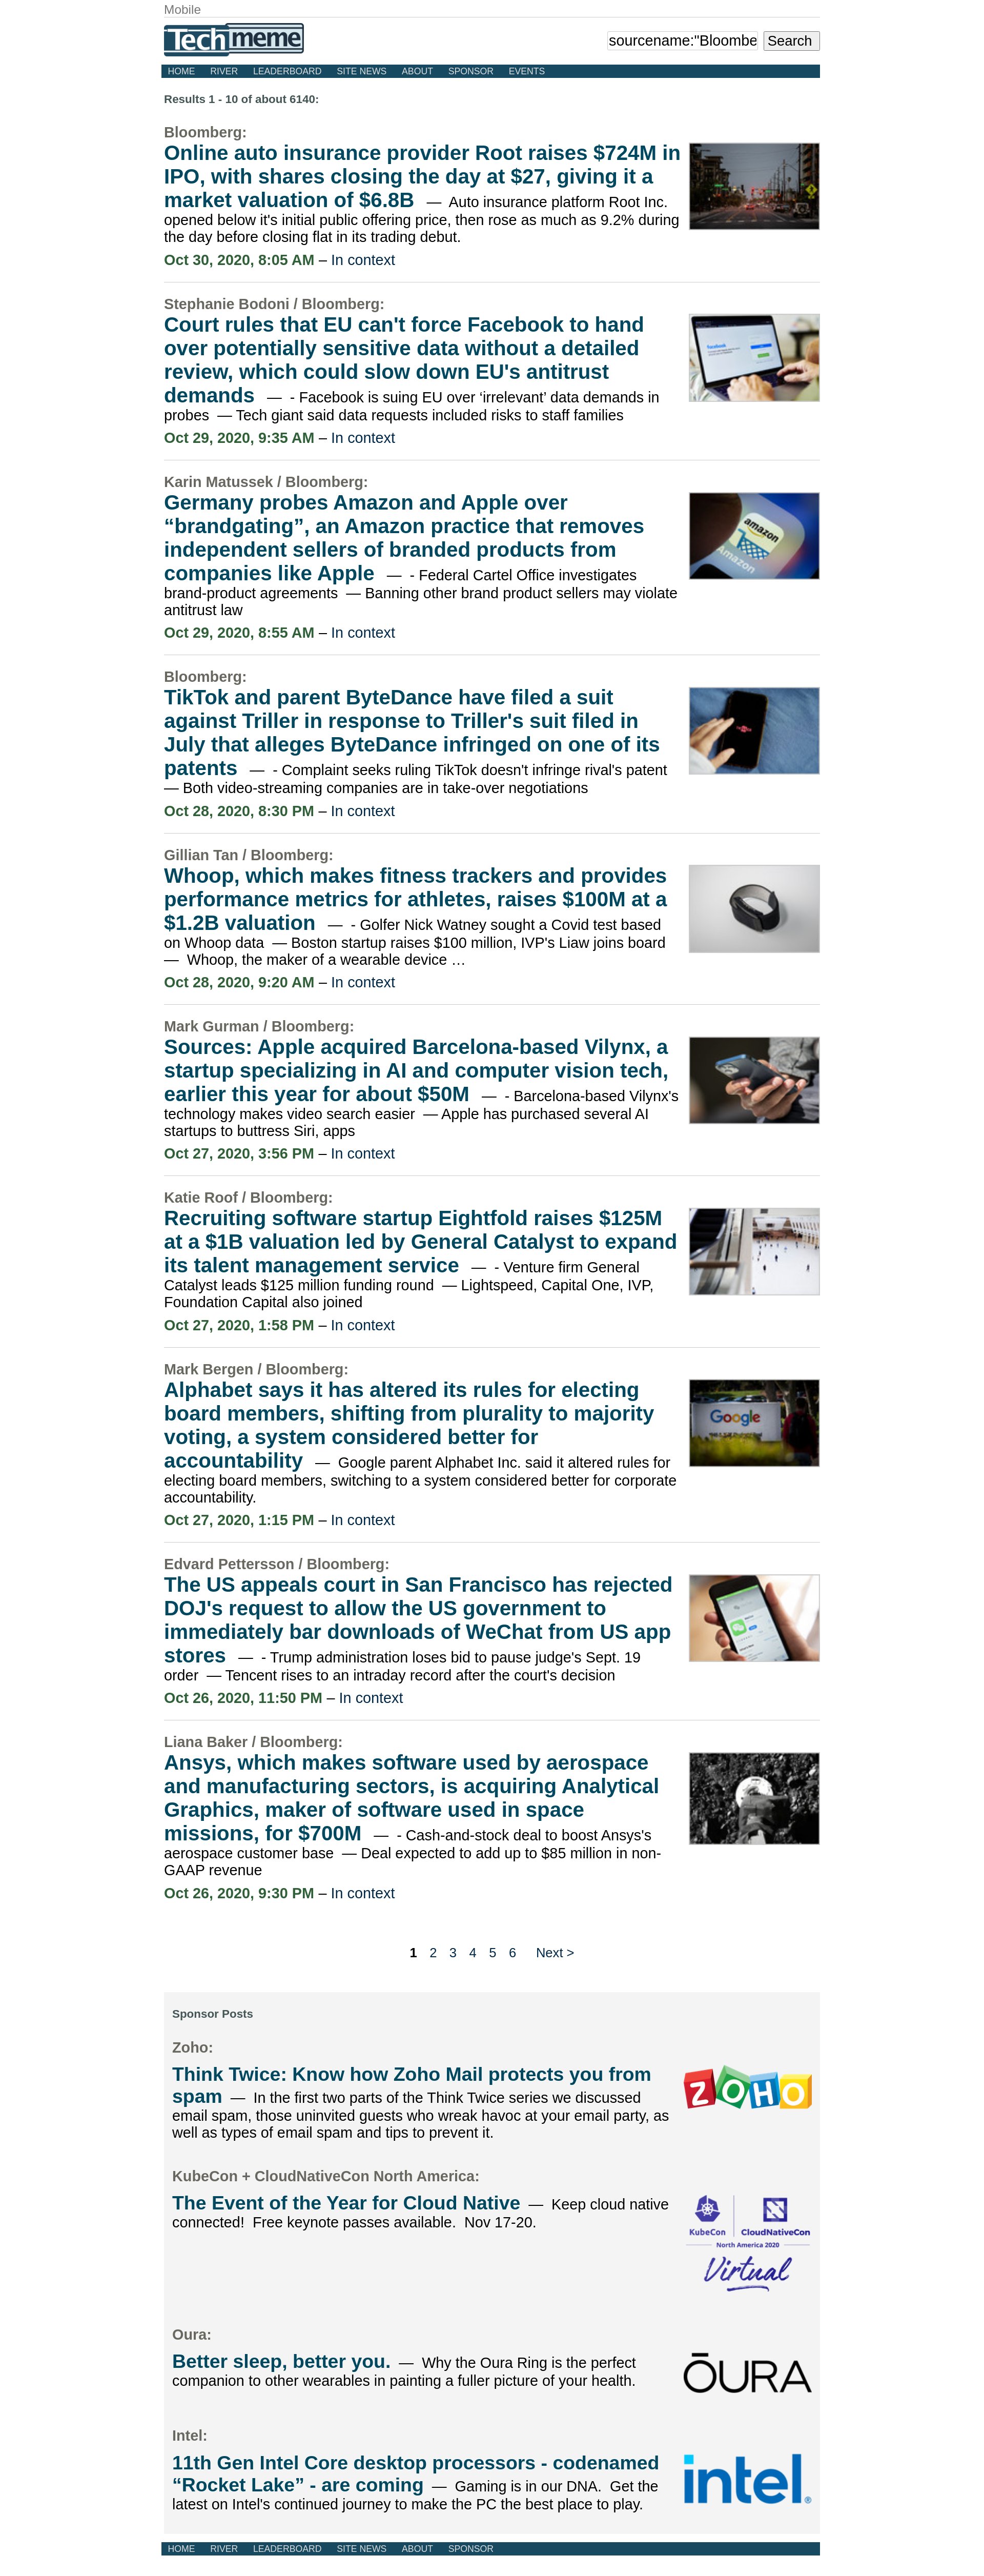 Mobile
Techmeme
sourcename:"Bloombe Search
HOME RIVER LEADERBOARD SITE NEWS ABOUT SPONSOR EVENTS
Results 1 - 10 of about 6140:
Bloomberg:
Online auto insurance provider Root raises $724M in
IPO, with shares closing the day at $27, giving it a
market valuation of $6.8B — Auto insurance platform Root Inc.
opened below it's initial public offering price, then rose as much as 9.2% during
the day before closing flat in its trading debut.
Oct 30, 2020, 8:05 AM – In context
Stephanie Bodoni / Bloomberg:
Court rules that EU can't force Facebook to hand
over potentially sensitive data without a detailed
review, which could slow down EU's antitrust
demands — - Facebook is suing EU over ‘irrelevant’ data demands in
probes — Tech giant said data requests included risks to staff families
Oct 29, 2020, 9:35 AM – In context
Karin Matussek / Bloomberg:
Germany probes Amazon and Apple over
“brandgating”, an Amazon practice that removes
independent sellers of branded products from
companies like Apple — - Federal Cartel Office investigates
brand-product agreements — Banning other brand product sellers may violate
antitrust law
amazon
Oct 29, 2020, 8:55 AM – In context
Bloomberg:
TikTok and parent ByteDance have filed a suit
against Triller in response to Triller's suit filed in
July that alleges ByteDance infringed on one of its
patents — - Complaint seeks ruling TikTok doesn't infringe rival's patent
— Both video-streaming companies are in take-over negotiations
Oct 28, 2020, 8:30 PM – In context
Gillian Tan / Bloomberg:
Whoop, which makes fitness trackers and provides
performance metrics for athletes, raises $100M at a
$1.2B valuation — - Golfer Nick Watney sought a Covid test based
on Whoop data — Boston startup raises $100 million, IVP's Liaw joins board
— Whoop, the maker of a wearable device …
Oct 28, 2020, 9:20 AM – In context
Mark Gurman / Bloomberg:
Sources: Apple acquired Barcelona-based Vilynx, a
startup specializing in AI and computer vision tech,
earlier this year for about $50M — - Barcelona-based Vilynx's
technology makes video search easier — Apple has purchased several AI
startups to buttress Siri, apps
Oct 27, 2020, 3:56 PM – In context
Katie Roof / Bloomberg:
Recruiting software startup Eightfold raises $125M
at a $1B valuation led by General Catalyst to expand
its talent management service — - Venture firm General
Catalyst leads $125 million funding round — Lightspeed, Capital One, IVP,
Foundation Capital also joined
Oct 27, 2020, 1:58 PM – In context
Mark Bergen / Bloomberg:
Alphabet says it has altered its rules for electing
board members, shifting from plurality to majority
voting, a system considered better for
accountability — Google parent Alphabet Inc. said it altered rules for
electing board members, switching to a system considered better for corporate
accountability.
Google
Oct 27, 2020, 1:15 PM – In context
Edvard Pettersson / Bloomberg:
The US appeals court in San Francisco has rejected
DOJ's request to allow the US government to
immediately bar downloads of WeChat from US app
stores — - Trump administration loses bid to pause judge's Sept. 19
order — Tencent rises to an intraday record after the court's decision
Oct 26, 2020, 11:50 PM – In context
Liana Baker / Bloomberg:
Ansys, which makes software used by aerospace
and manufacturing sectors, is acquiring Analytical
Graphics, maker of software used in space
missions, for $700M — - Cash-and-stock deal to boost Ansys's
aerospace customer base — Deal expected to add up to $85 million in non-
GAAP revenue
Oct 26, 2020, 9:30 PM – In context
1 2 3 4 5 6 Next >
Sponsor Posts
Zoho:
Think Twice: Know how Zoho Mail protects you from
spam — In the first two parts of the Think Twice series we discussed
email spam, those uninvited guests who wreak havoc at your email party, as
well as types of email spam and tips to prevent it.
ZOHO
KubeCon + CloudNativeCon North America:
The Event of the Year for Cloud Native — Keep cloud native
connected! Free keynote passes available. Nov 17-20.
KubeCon CloudNativeCon
North America 2020
Virtual
Oura:
Better sleep, better you. — Why the Oura Ring is the perfect
companion to other wearables in painting a fuller picture of your health.
ŌURA
Intel:
11th Gen Intel Core desktop processors - codenamed
“Rocket Lake” - are coming — Gaming is in our DNA. Get the
latest on Intel's continued journey to make the PC the best place to play.
intel®
HOME RIVER LEADERBOARD SITE NEWS ABOUT SPONSOR